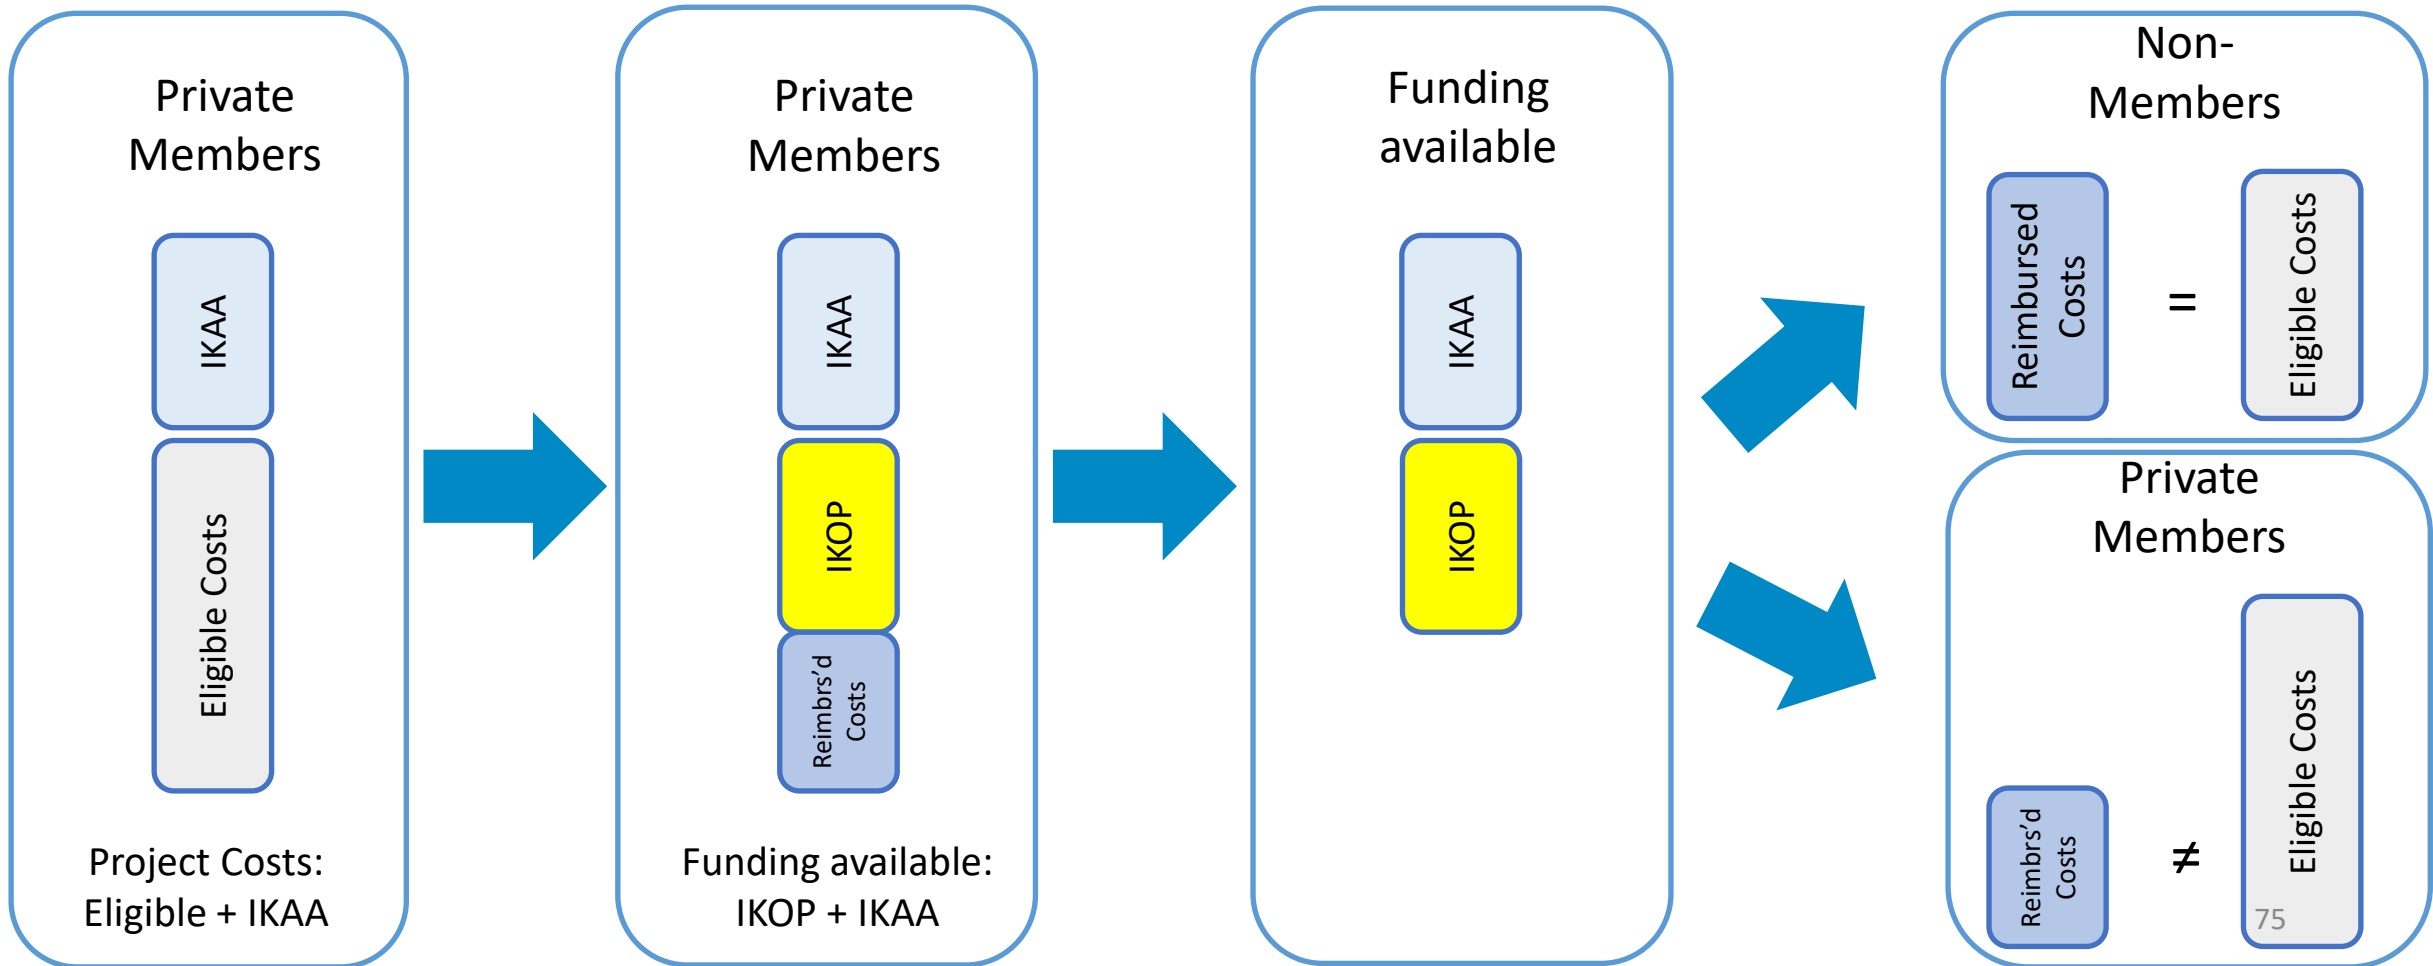 Private
Members
IKAA
Eligible Costs
Project Costs:
Eligible + IKAA
Private
Members
IKAA
IKOP
Reimbrs’d
Costs
Funding available:
IKOP + IKAA
Funding
available
IKAA
IKOP
Non-
Members
Reimbursed
Costs
=
Eligible Costs
Private
Members
Reimbrs’d
Costs
≠
Eligible Costs
75